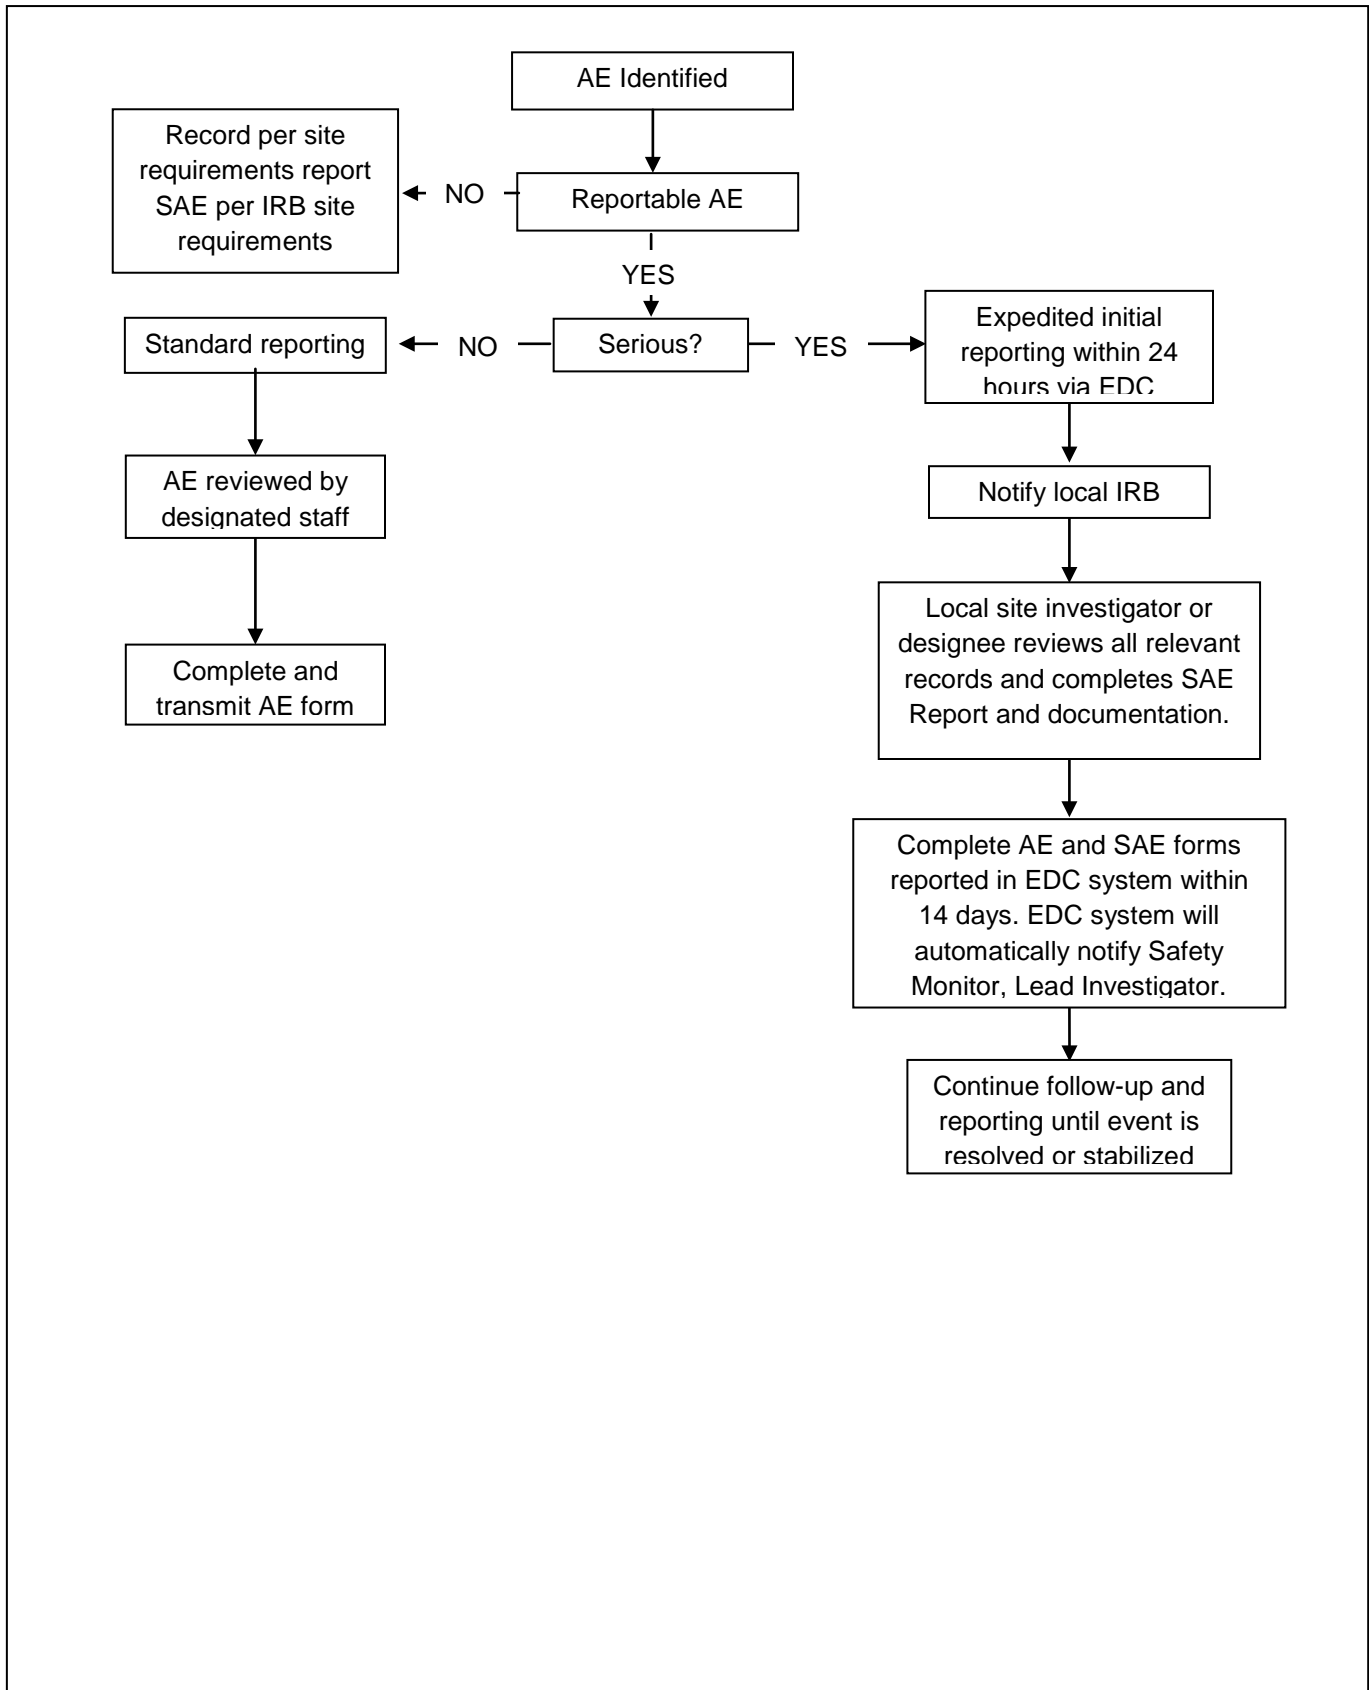 AE Identified
Record per site
requirements report
SAE per IRB site
requirements
NO
Reportable AE
YES
Standard reporting
NO
Serious?
YES
Expedited initial
reporting within 24
hours via EDC
AE reviewed by
designated staff
Notify local IRB
Complete and
transmit AE form
Local site investigator or
designee reviews all relevant
records and completes SAE
Report and documentation.
Complete AE and SAE forms
reported in EDC system within
14 days. EDC system will
automatically notify Safety
Monitor, Lead Investigator.
Continue follow-up and
reporting until event is
resolved or stabilized